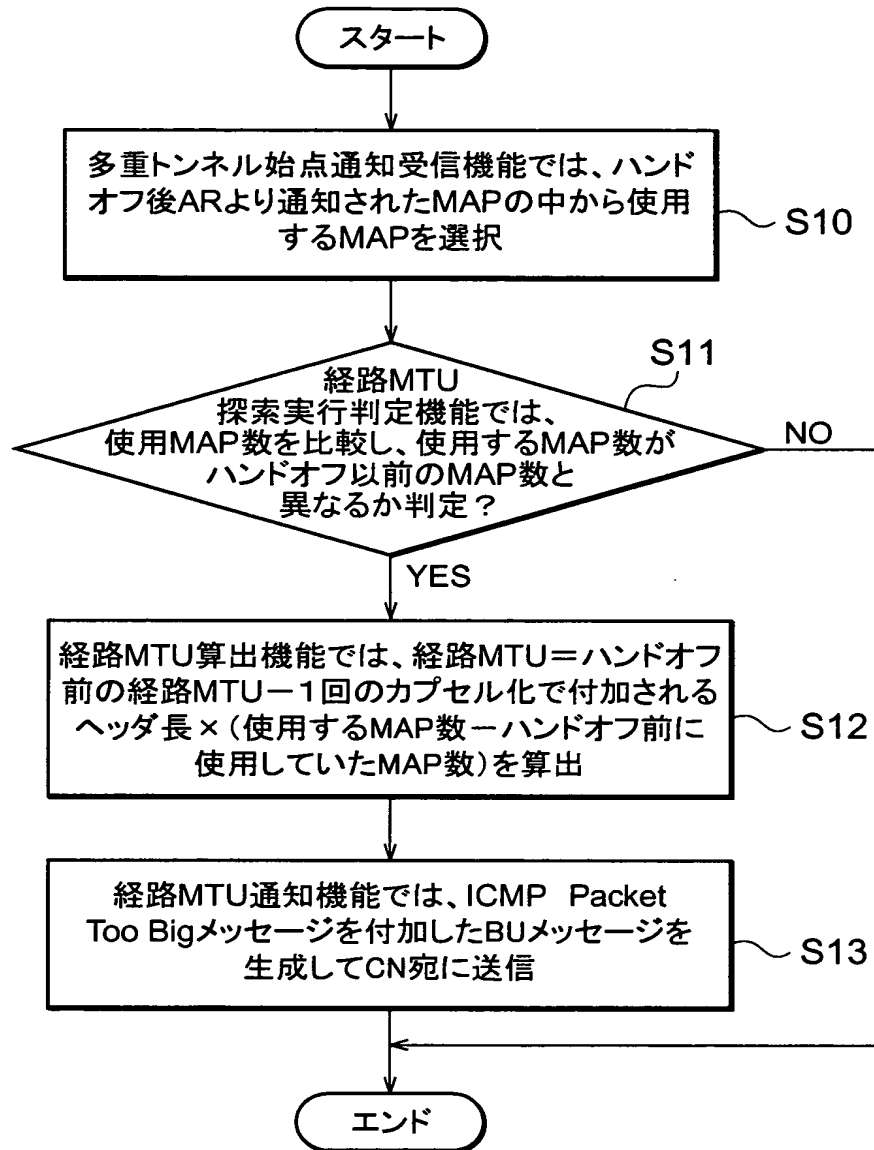 スタート
多重トンネル始点通知受信機能では、ハンド
オフ後ARより通知されたMAPの中から使用
するMAPを選択
S10
S11
経路MTU
探索実行判定機能では、
使用MAP数を比較し、使用するMAP数が
ハンドオフ以前のMAP数と
異なるか判定？
NO
YES
経路MTU算出機能では、経路MTU＝ハンドオフ
前の経路MTU－1回のカプセル化で付加される
ヘッダ長×（使用するMAP数－ハンドオフ前に
使用していたMAP数）を算出
S12
経路MTU通知機能では、ICMP Packet
Too Bigメッセージを付加したBUメッセージを
生成してCN宛に送信
S13
エンド